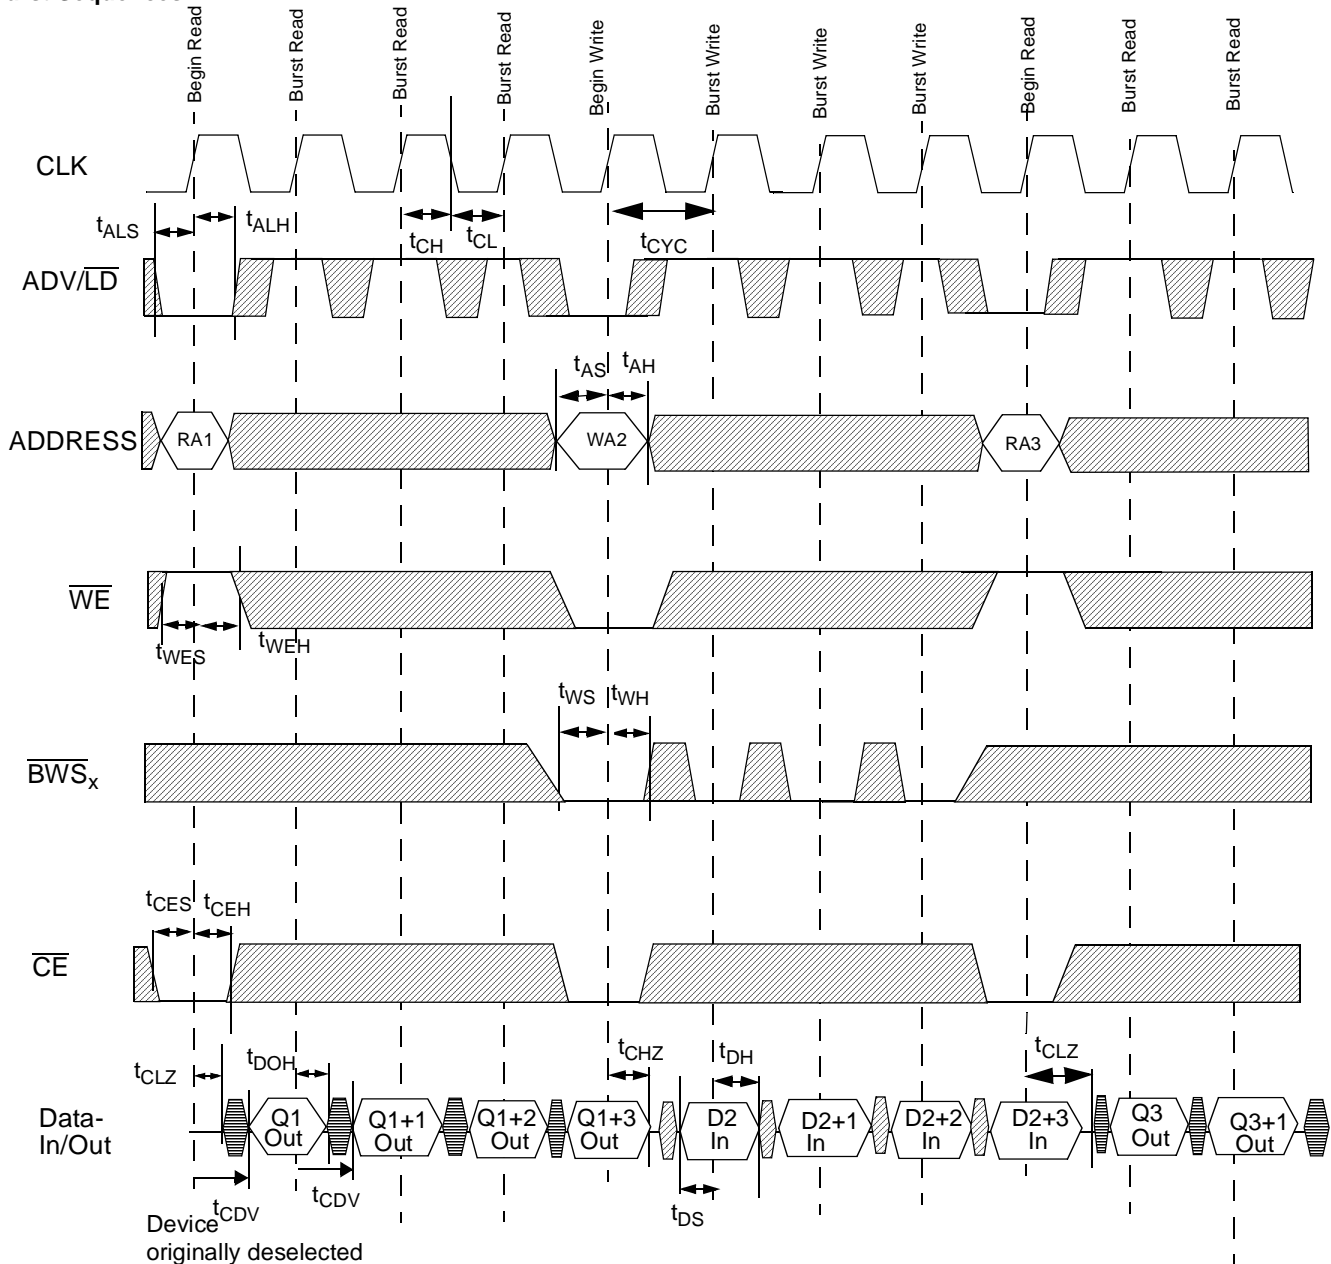 Begin Read
Burst Read
Burst Read
Burst Read
Begin Write
Burst Write
Burst Write
Burst Write
Begin Read
Burst Read
Burst Read
CLK
tALS
tALH
tCH
tCL
tCYC
ADV/LD
tAS
tAH
ADDRESS
RA1
WA2
RA3
WE
tWES
tWEH
tWS
tWH
BWSx
tCES
tCEH
CE
tCLZ
tDOH
tCHZ
tDH
tCLZ
Data-
In/Out
Q1
Out
Q1+1
Out
Q1+2
Out
Q1+3
Out
D2
In
D2+1
In
D2+2
In
D2+3
In
Q3
Out
Q3+1
Out
tCDV
tCDV
tDS
Device
originally deselected